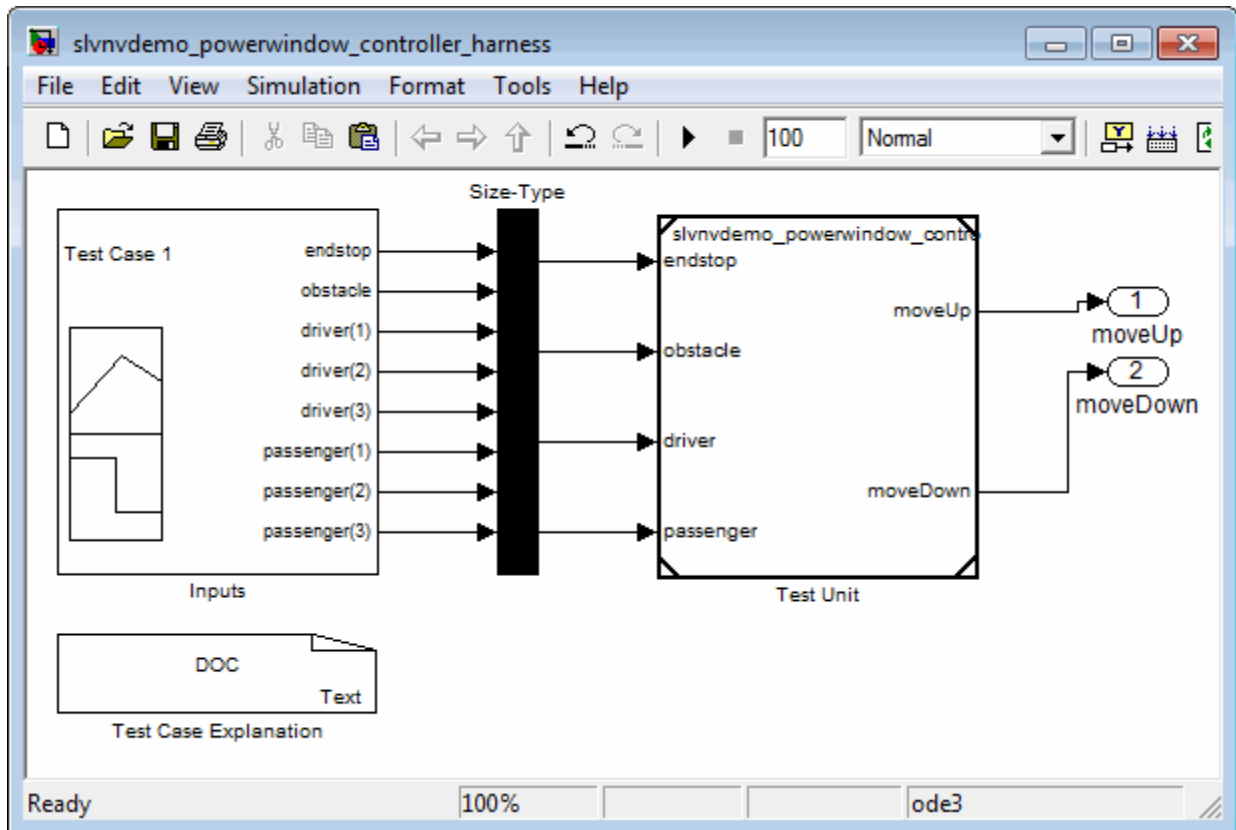 slvnvdemo_powerwindow_controller_harness
File Edit View Simulation Format Tools Help
100 Normal
Size-Type
Test Case 1
endstop
obstacle
driver(1)
driver(2)
driver(3)
passenger(1)
passenger(2)
passenger(3)
Inputs
slvnvdemo_powerwindow_contro
endstop
obstacle
driver
passenger
moveUp
moveDown
Test Unit
1
moveUp
2
moveDown
DOC
Text
Test Case Explanation
Ready 100% ode3